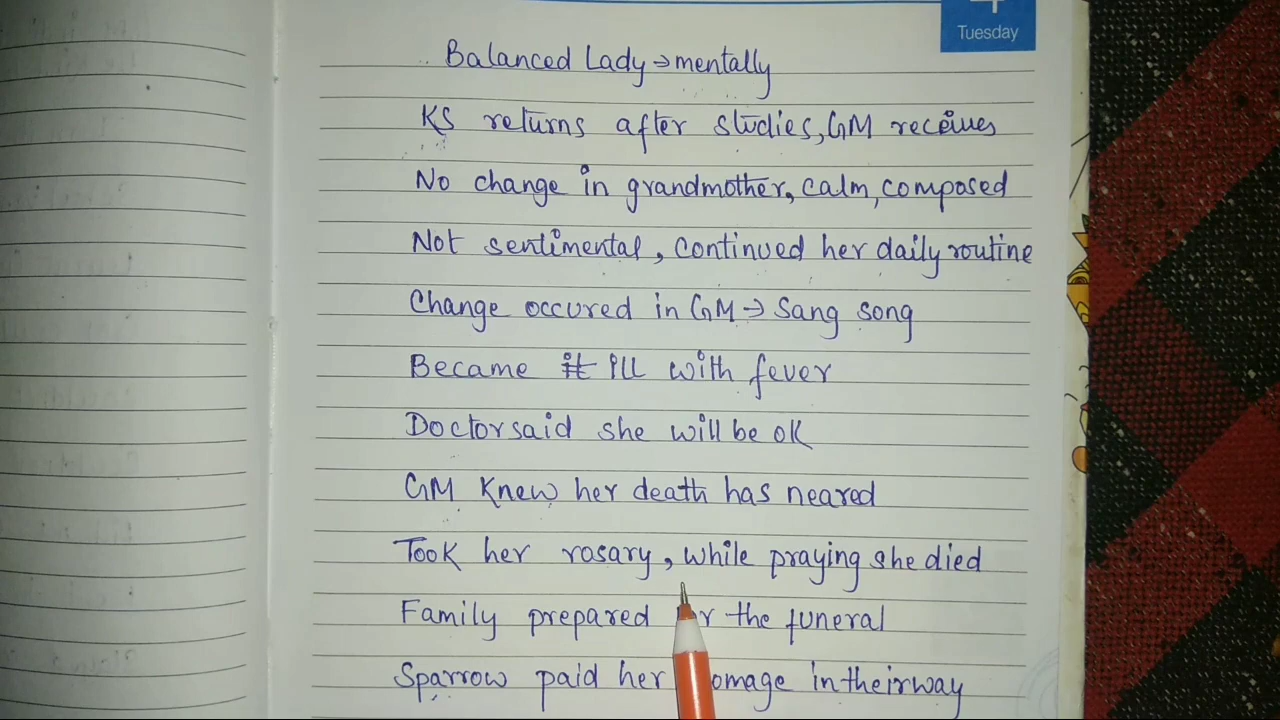 Tuesday
Balanced Lady → mentally
KS returns after studies, GM receives
No change in grandmother, calm, composed
Not sentimental, continued her daily routine
Change occured in GM → Sang song
Became it ill with fever
Doctor said she will be ok
GM Knew her death has neared
Took her rosary, while praying she died
Family prepared the funeral
Sparrow paid her in their way